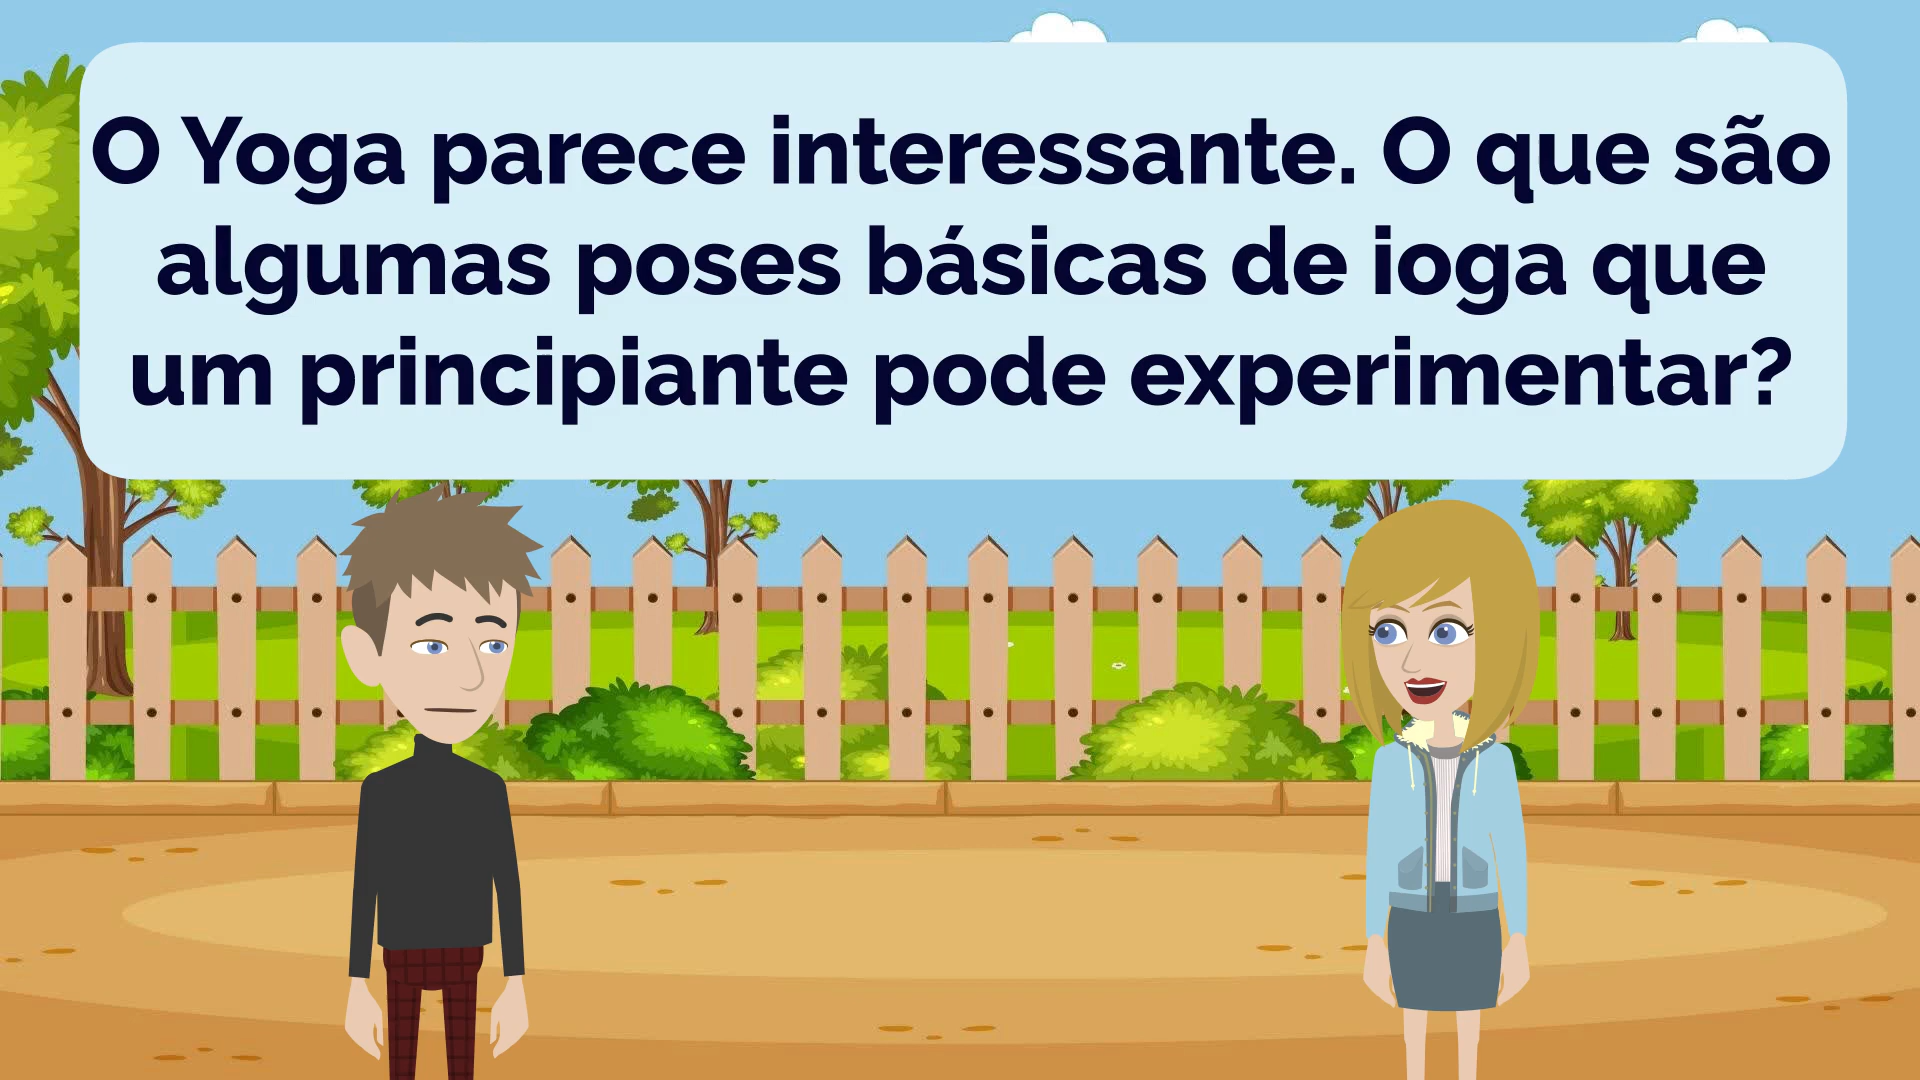 O Yoga parece interessante. O que são
algumas poses básicas de ioga que
um principiante pode experimentar?